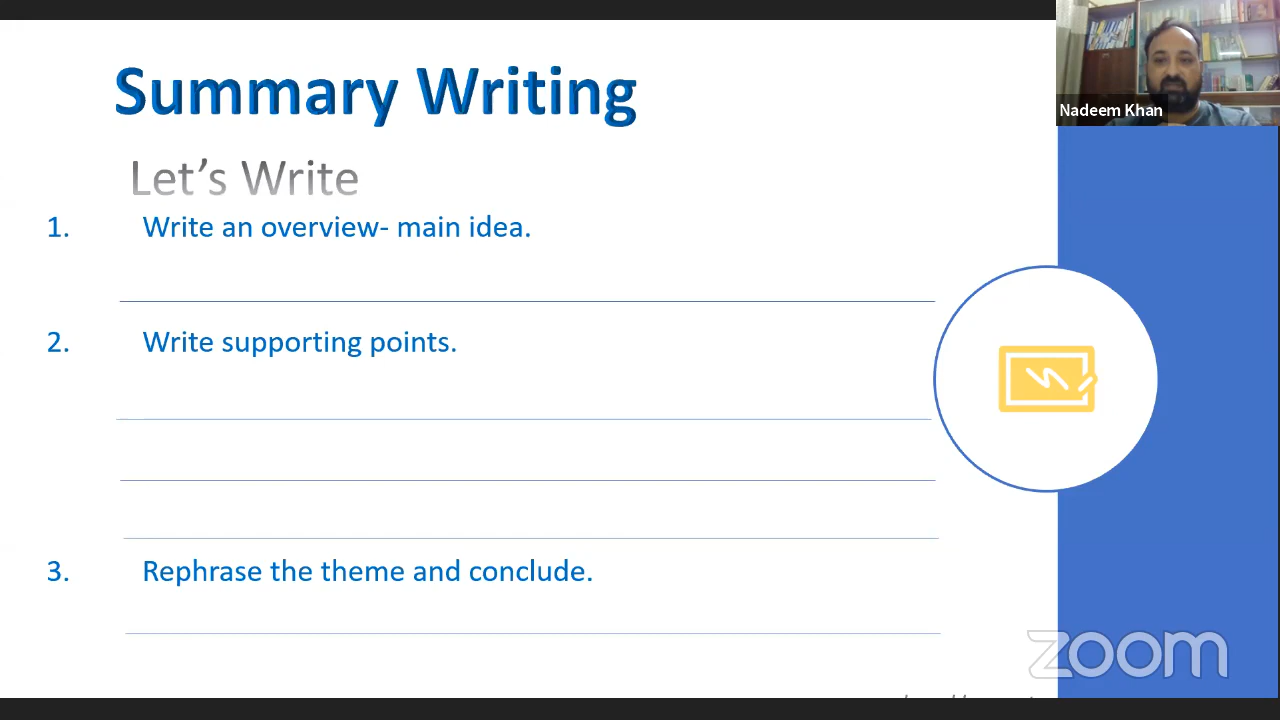 Summary Writing
Nadeem Khan
Let’s Write
1. Write an overview- main idea.
2. Write supporting points.
3. Rephrase the theme and conclude.
zoom